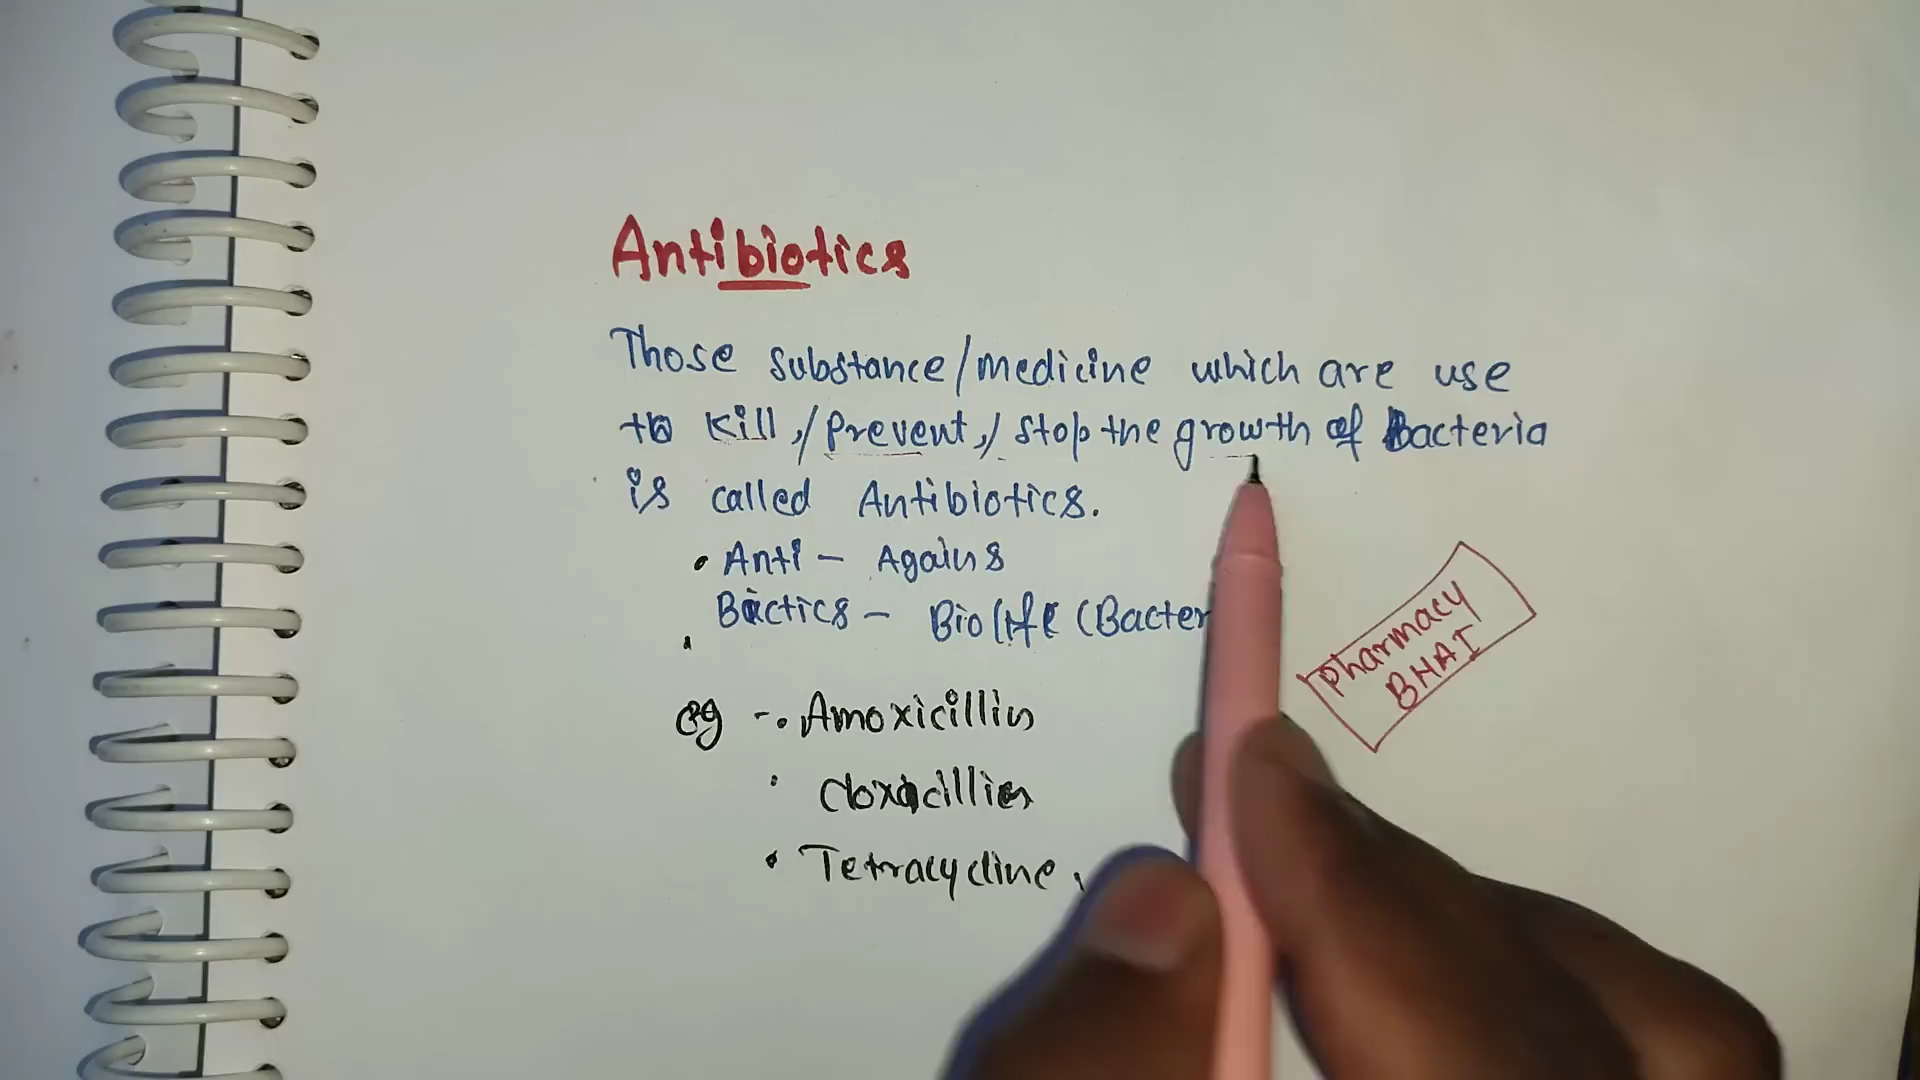 Antibiotics
Those substance/medicine which are use
to Kill,/Prevent,/ stop the growth of Bacteria
is called Antibiotics.
• Anti - Agains
Bictics - Bio life (Bacter
eg -• Amoxicillin
• Cloxacillin
• Tetracycline,
pharmacy
BHAI